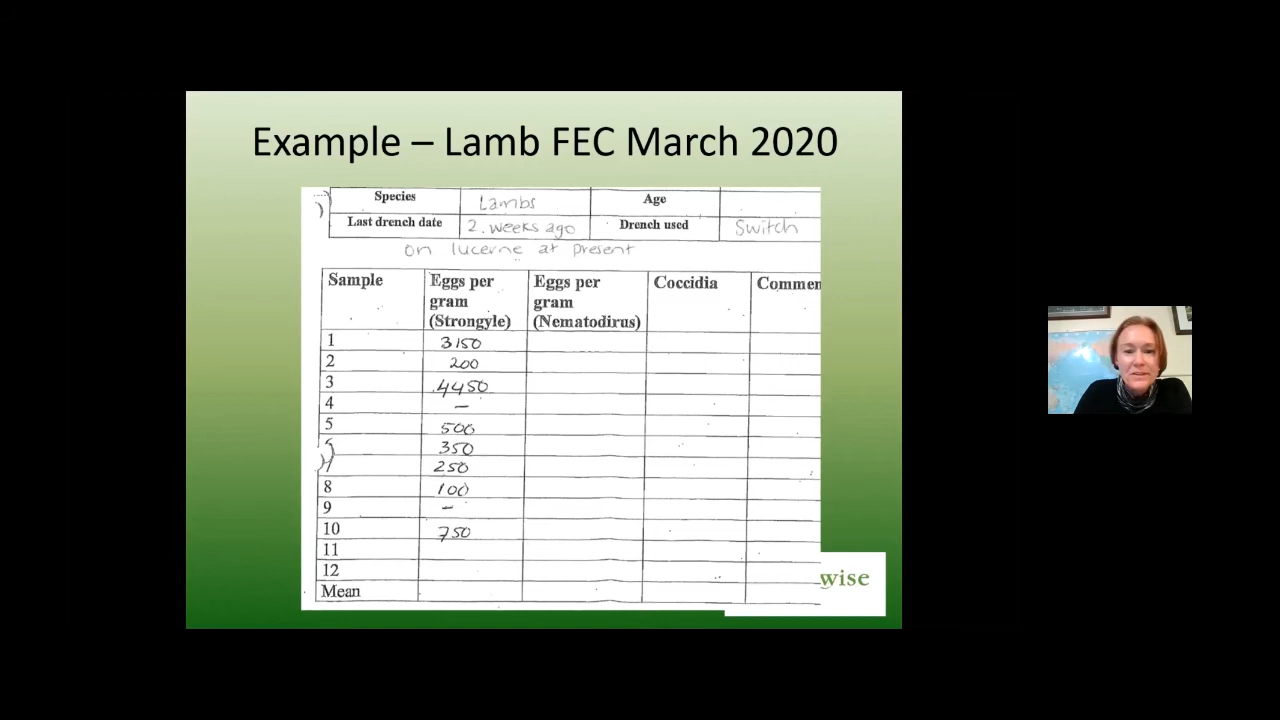 Example – Lamb FEC March 2020
Species Lambs Age
Last drench date 2. weeks ago Drench used Switch
on lucerne at present
Sample Eggs per gram (Strongyle) Eggs per gram (Nematodirus) Coccidia Commen
1 3150
2 200
3 4450
4 –
5 500
6 350
7 250
8 100
9 –
10 750
11
12
Mean
wise